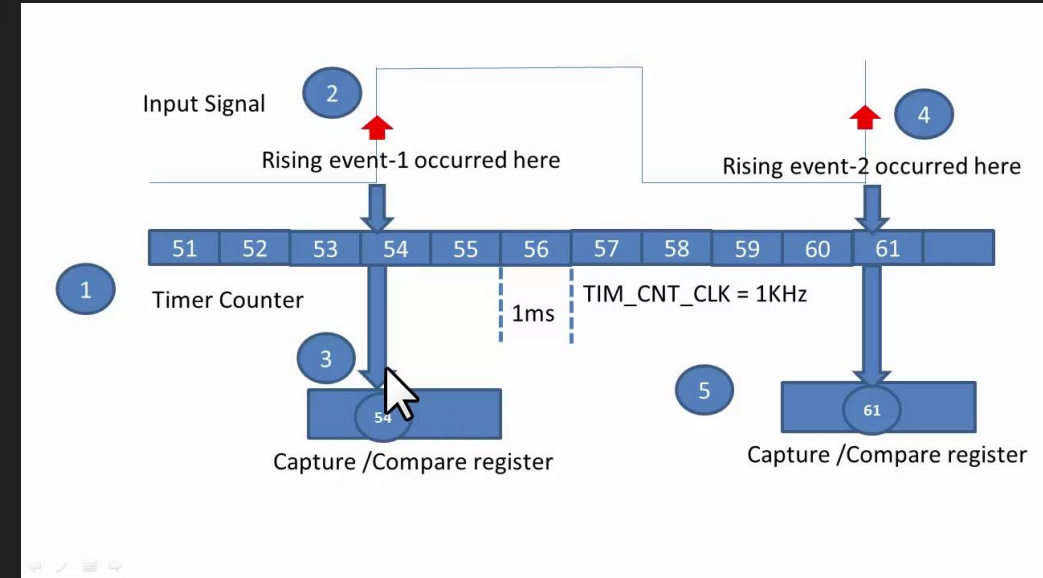 2
Input Signal
4
Rising event-1 occurred here
Rising event-2 occurred here
51 52 53 54 55 56 57 58 59 60 61
1
Timer Counter
1ms
TIM_CNT_CLK = 1KHz
3
5
54
61
Capture /Compare register
Capture /Compare register